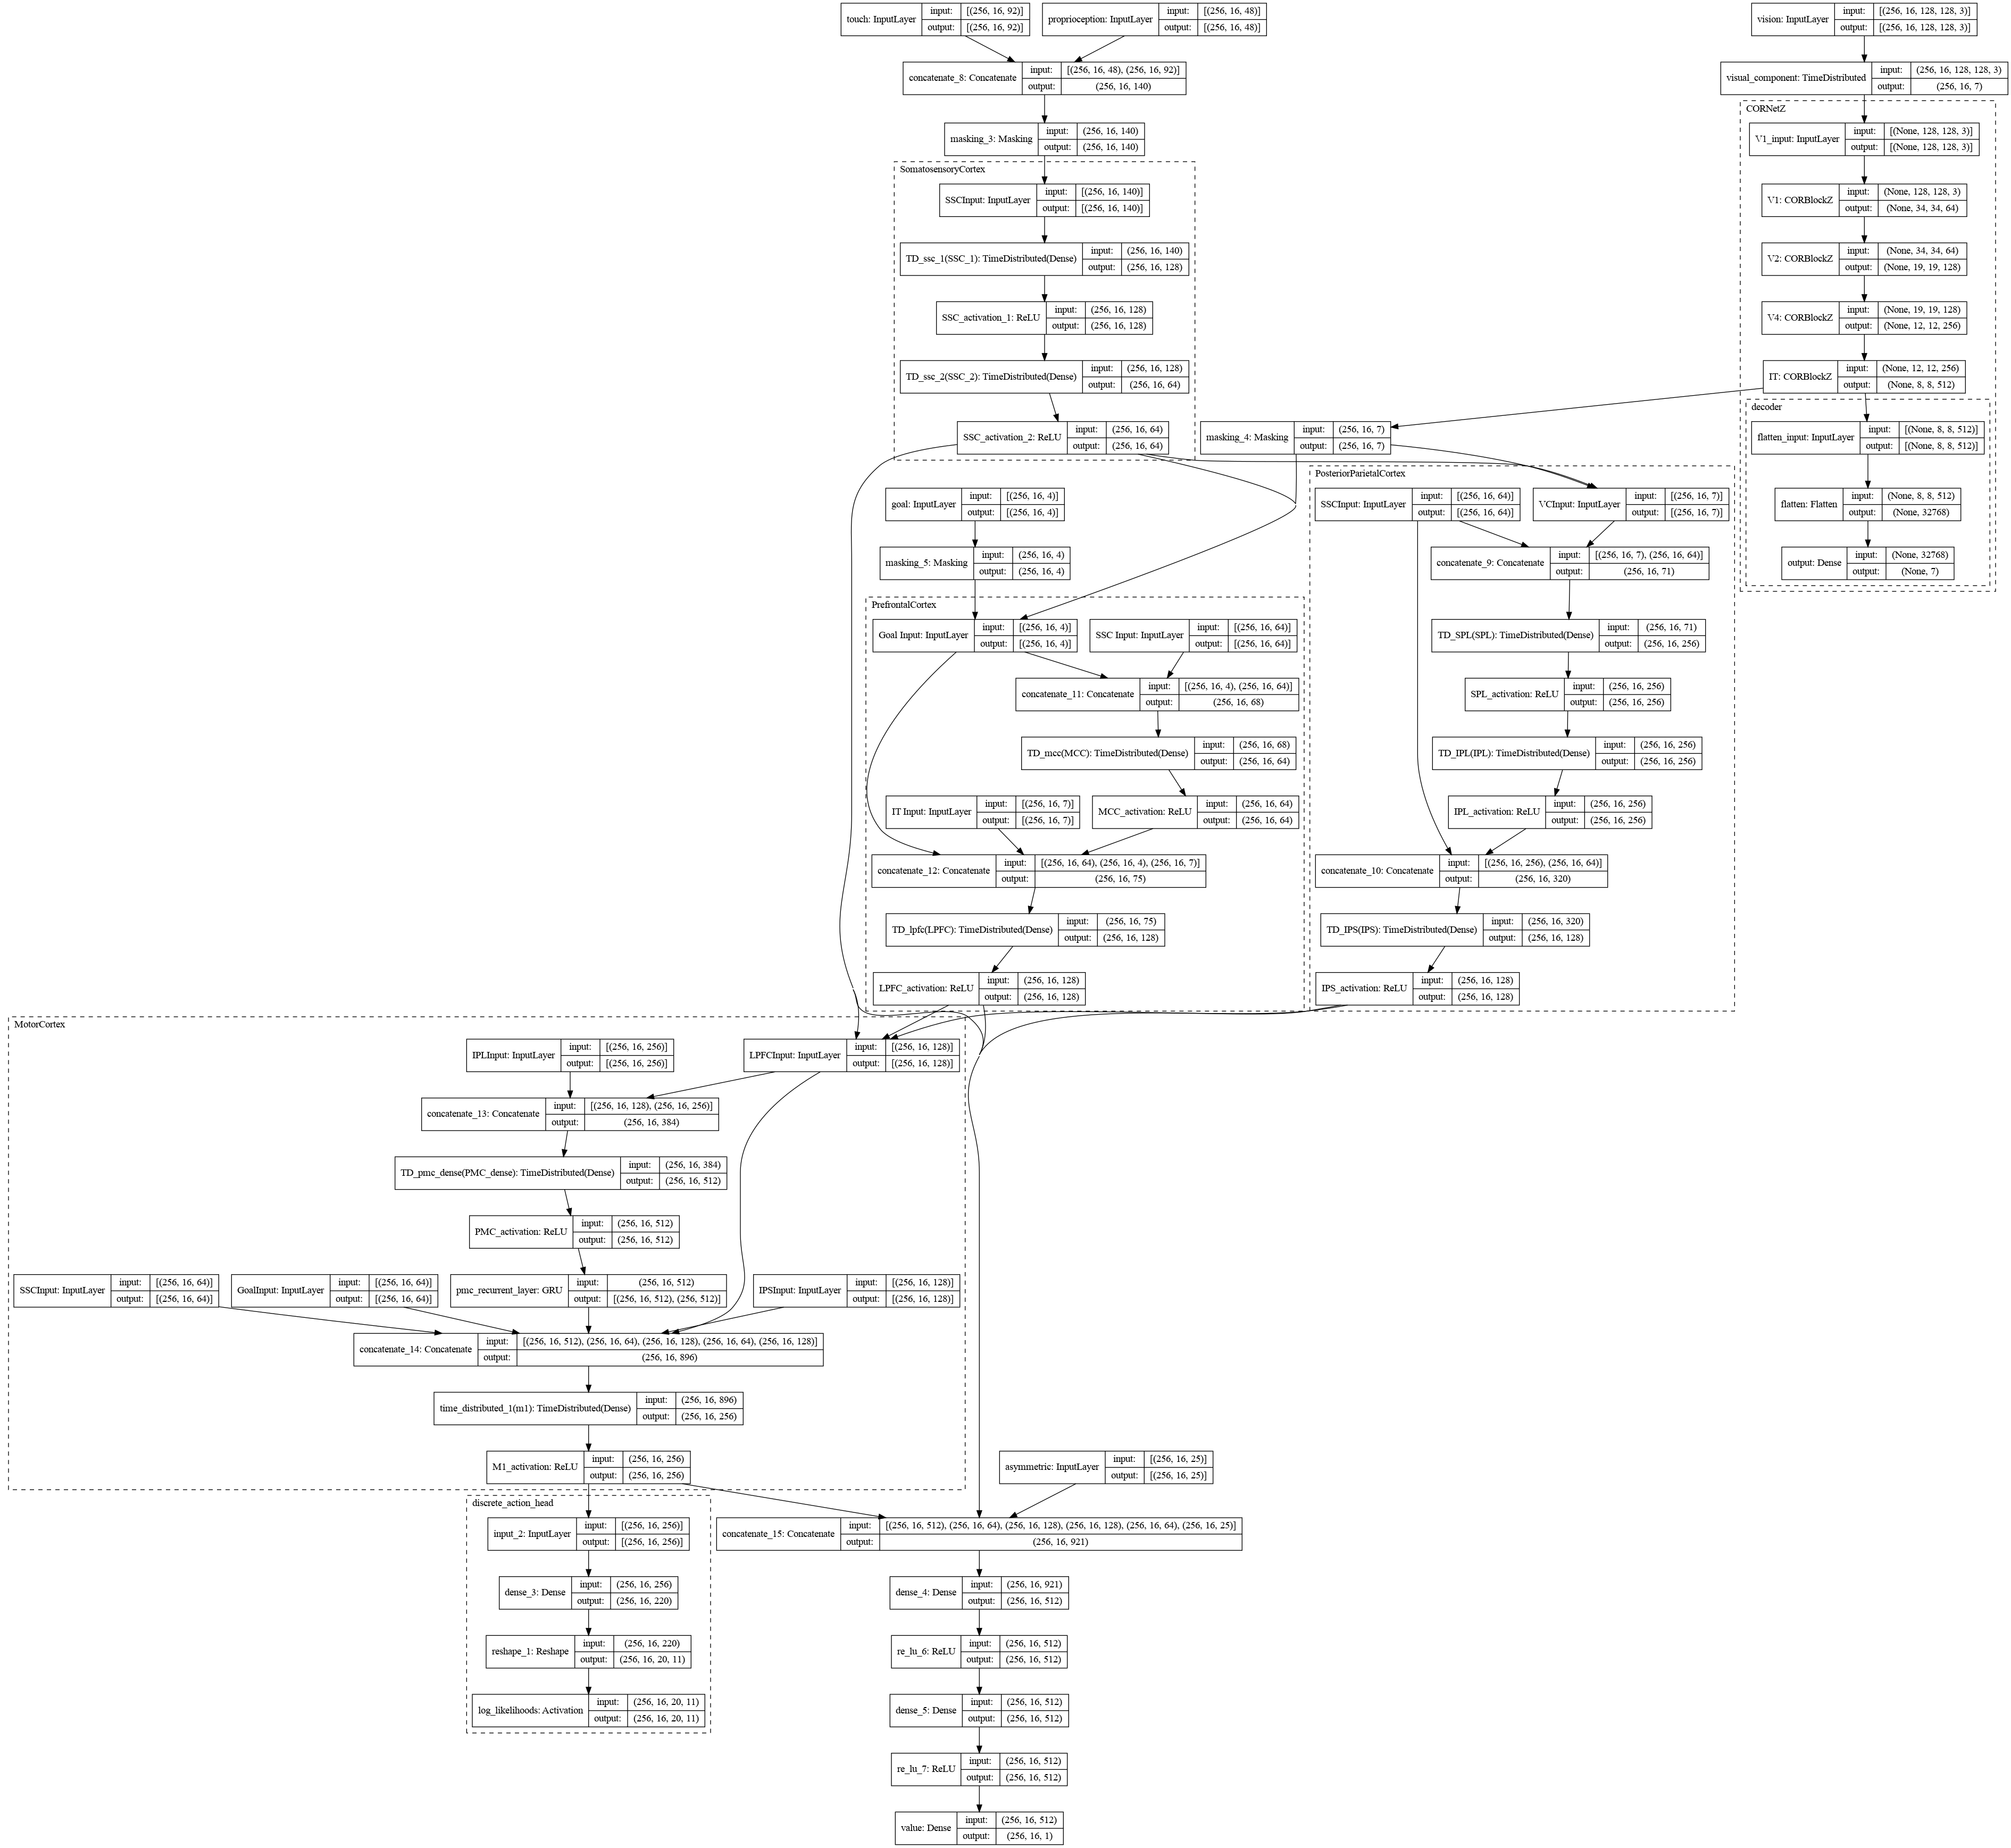 touch: InputLayer input: [(256, 16, 92)]
output: [(256, 16, 92)]
proprioception: InputLayer input: [(256, 16, 48)]
output: [(256, 16, 48)]
vision: InputLayer input: [(256, 16, 128, 128, 3)]
output: [(256, 16, 128, 128, 3)]
concatenate_8: Concatenate input: [(256, 16, 48), (256, 16, 92)]
output: (256, 16, 140)
visual_component: TimeDistributed input: (256, 16, 128, 128, 3)
output: (256, 16, 7)
masking_3: Masking input: (256, 16, 140)
output: (256, 16, 140)
CORNetZ
V1_input: InputLayer input: [(None, 128, 128, 3)]
output: [(None, 128, 128, 3)]
V1: CORBlockZ input: (None, 128, 128, 3)
output: (None, 34, 34, 64)
V2: CORBlockZ input: (None, 34, 34, 64)
output: (None, 19, 19, 128)
V4: CORBlockZ input: (None, 19, 19, 128)
output: (None, 12, 12, 256)
IT: CORBlockZ input: (None, 12, 12, 256)
output: (None, 8, 8, 512)
decoder
flatten_input: InputLayer input: [(None, 8, 8, 512)]
output: [(None, 8, 8, 512)]
flatten: Flatten input: (None, 8, 8, 512)
output: (None, 32768)
output: Dense input: (None, 32768)
output: (None, 7)
SomatosensoryCortex
SSCInput: InputLayer input: [(256, 16, 140)]
output: [(256, 16, 140)]
TD_ssc_1(SSC_1): TimeDistributed(Dense) input: (256, 16, 140)
output: (256, 16, 128)
SSC_activation_1: ReLU input: (256, 16, 128)
output: (256, 16, 128)
TD_ssc_2(SSC_2): TimeDistributed(Dense) input: (256, 16, 128)
output: (256, 16, 64)
SSC_activation_2: ReLU input: (256, 16, 64)
output: (256, 16, 64)
masking_4: Masking input: (256, 16, 7)
output: (256, 16, 7)
goal: InputLayer input: [(256, 16, 4)]
output: [(256, 16, 4)]
masking_5: Masking input: (256, 16, 4)
output: (256, 16, 4)
PosteriorParietalCortex
SSCInput: InputLayer input: [(256, 16, 64)]
output: [(256, 16, 64)]
VCInput: InputLayer input: [(256, 16, 7)]
output: [(256, 16, 7)]
concatenate_9: Concatenate input: [(256, 16, 7), (256, 16, 64)]
output: (256, 16, 71)
TD_SPL(SPL): TimeDistributed(Dense) input: (256, 16, 71)
output: (256, 16, 256)
SPL_activation: ReLU input: (256, 16, 256)
output: (256, 16, 256)
TD_IPL(IPL): TimeDistributed(Dense) input: (256, 16, 256)
output: (256, 16, 256)
IPL_activation: ReLU input: (256, 16, 256)
output: (256, 16, 256)
concatenate_10: Concatenate input: [(256, 16, 256), (256, 16, 64)]
output: (256, 16, 320)
TD_IPS(IPS): TimeDistributed(Dense) input: (256, 16, 320)
output: (256, 16, 128)
IPS_activation: ReLU input: (256, 16, 128)
output: (256, 16, 128)
PrefrontalCortex
Goal Input: InputLayer input: [(256, 16, 4)]
output: [(256, 16, 4)]
SSC Input: InputLayer input: [(256, 16, 64)]
output: [(256, 16, 64)]
concatenate_11: Concatenate input: [(256, 16, 4), (256, 16, 64)]
output: (256, 16, 68)
TD_mcc(MCC): TimeDistributed(Dense) input: (256, 16, 68)
output: (256, 16, 64)
IT Input: InputLayer input: [(256, 16, 7)]
output: [(256, 16, 7)]
MCC_activation: ReLU input: (256, 16, 64)
output: (256, 16, 64)
concatenate_12: Concatenate input: [(256, 16, 64), (256, 16, 4), (256, 16, 7)]
output: (256, 16, 75)
TD_lpfc(LPFC): TimeDistributed(Dense) input: (256, 16, 75)
output: (256, 16, 128)
LPFC_activation: ReLU input: (256, 16, 128)
output: (256, 16, 128)
MotorCortex
IPLInput: InputLayer input: [(256, 16, 256)]
output: [(256, 16, 256)]
LPFCInput: InputLayer input: [(256, 16, 128)]
output: [(256, 16, 128)]
concatenate_13: Concatenate input: [(256, 16, 128), (256, 16, 256)]
output: (256, 16, 384)
TD_pmc_dense(PMC_dense): TimeDistributed(Dense) input: (256, 16, 384)
output: (256, 16, 512)
PMC_activation: ReLU input: (256, 16, 512)
output: (256, 16, 512)
SSCInput: InputLayer input: [(256, 16, 64)]
output: [(256, 16, 64)]
GoalInput: InputLayer input: [(256, 16, 64)]
output: [(256, 16, 64)]
pmc_recurrent_layer: GRU input: (256, 16, 512)
output: [(256, 16, 512), (256, 512)]
IPSInput: InputLayer input: [(256, 16, 128)]
output: [(256, 16, 128)]
concatenate_14: Concatenate input: [(256, 16, 512), (256, 16, 64), (256, 16, 128), (256, 16, 64), (256, 16, 128)]
output: (256, 16, 896)
time_distributed_1(m1): TimeDistributed(Dense) input: (256, 16, 896)
output: (256, 16, 256)
M1_activation: ReLU input: (256, 16, 256)
output: (256, 16, 256)
asymmetric: InputLayer input: [(256, 16, 25)]
output: [(256, 16, 25)]
discrete_action_head
input_2: InputLayer input: [(256, 16, 256)]
output: [(256, 16, 256)]
dense_3: Dense input: (256, 16, 256)
output: (256, 16, 220)
reshape_1: Reshape input: (256, 16, 220)
output: (256, 16, 20, 11)
log_likelihoods: Activation input: (256, 16, 20, 11)
output: (256, 16, 20, 11)
concatenate_15: Concatenate input: [(256, 16, 512), (256, 16, 64), (256, 16, 128), (256, 16, 128), (256, 16, 64), (256, 16, 25)]
output: (256, 16, 921)
dense_4: Dense input: (256, 16, 921)
output: (256, 16, 512)
re_lu_6: ReLU input: (256, 16, 512)
output: (256, 16, 512)
dense_5: Dense input: (256, 16, 512)
output: (256, 16, 512)
re_lu_7: ReLU input: (256, 16, 512)
output: (256, 16, 512)
value: Dense input: (256, 16, 512)
output: (256, 16, 1)